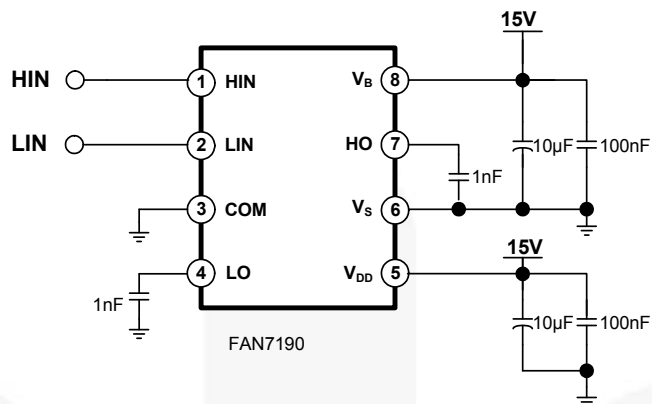 15V
HIN
1
HIN
VB
8
LIN
2
LIN
HO
7
10µF
100nF
1nF
3
COM
VS
6
15V
4
LO
VDD
5
1nF
10µF
100nF
FAN7190